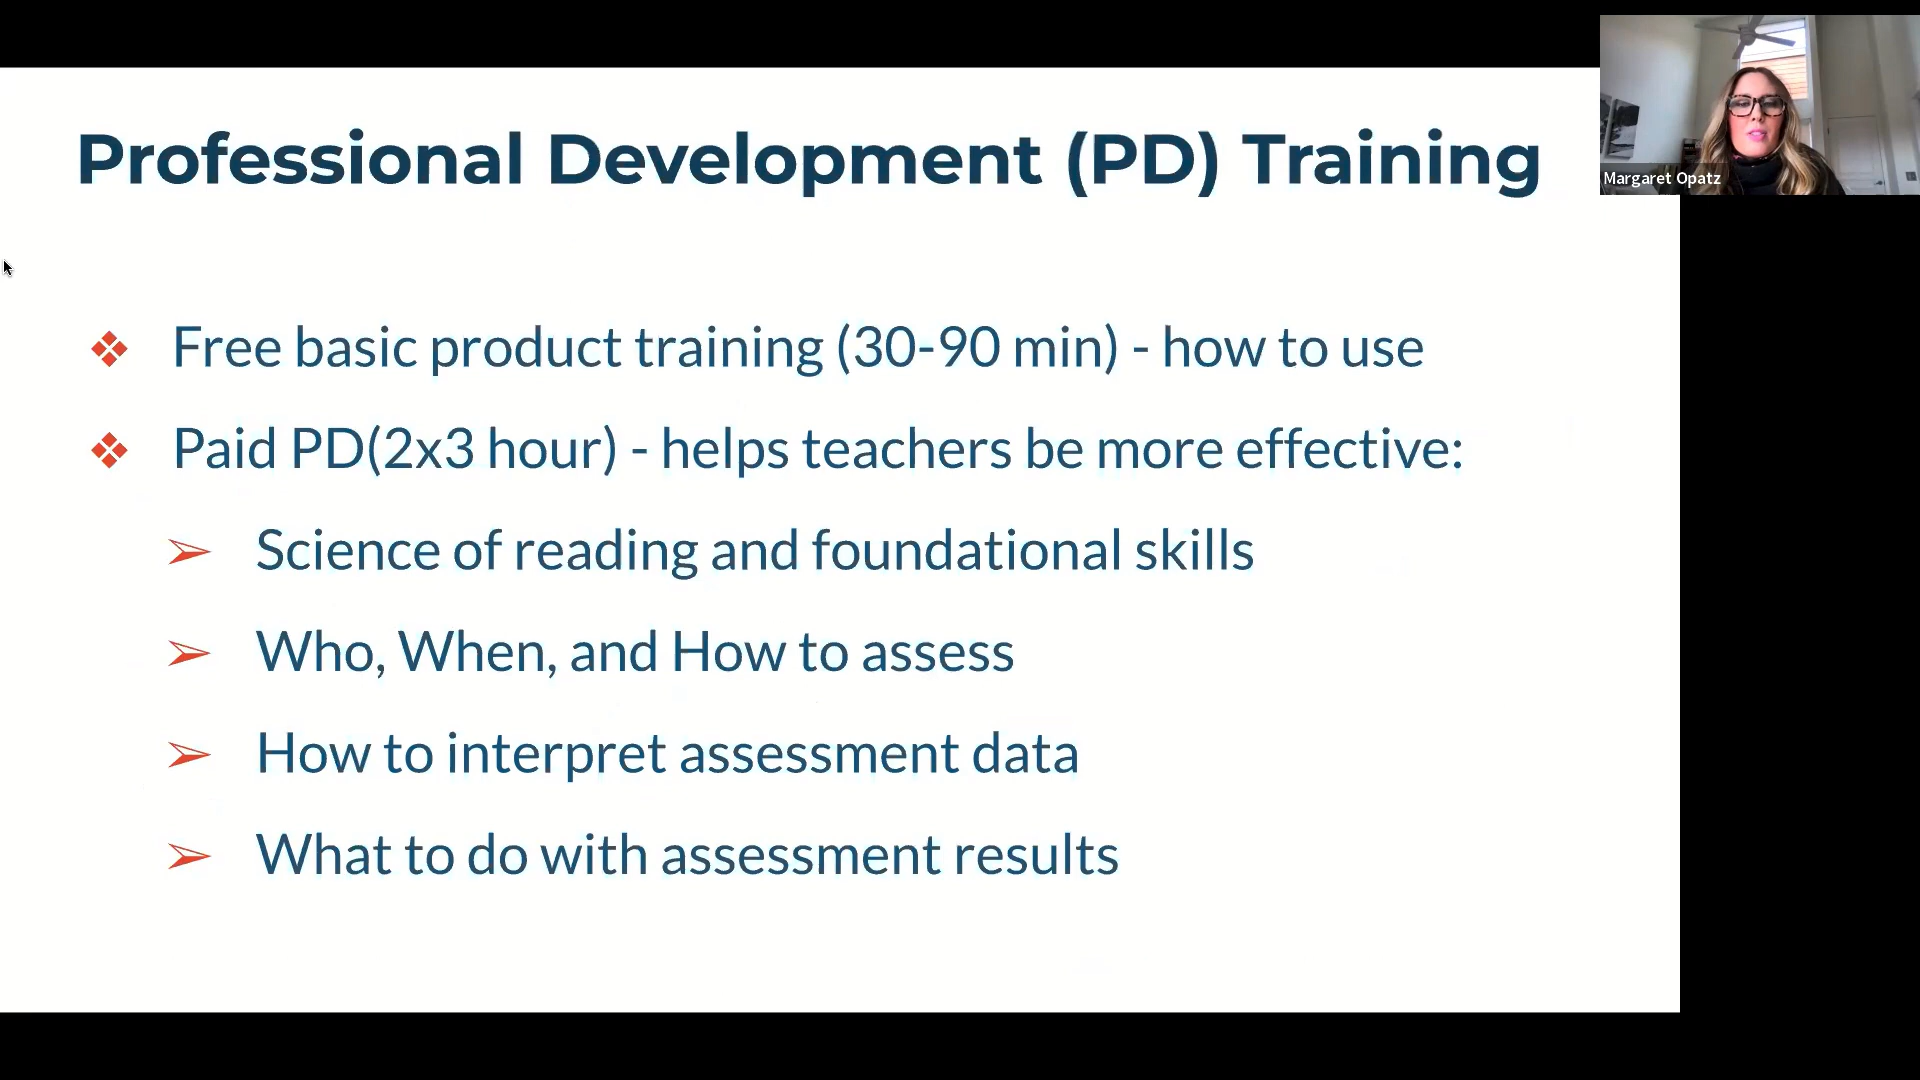 Professional Development (PD) Training
Margaret Opatz
Free basic product training (30-90 min) - how to use
Paid PD(2x3 hour) - helps teachers be more effective:
Science of reading and foundational skills
Who, When, and How to assess
How to interpret assessment data
What to do with assessment results